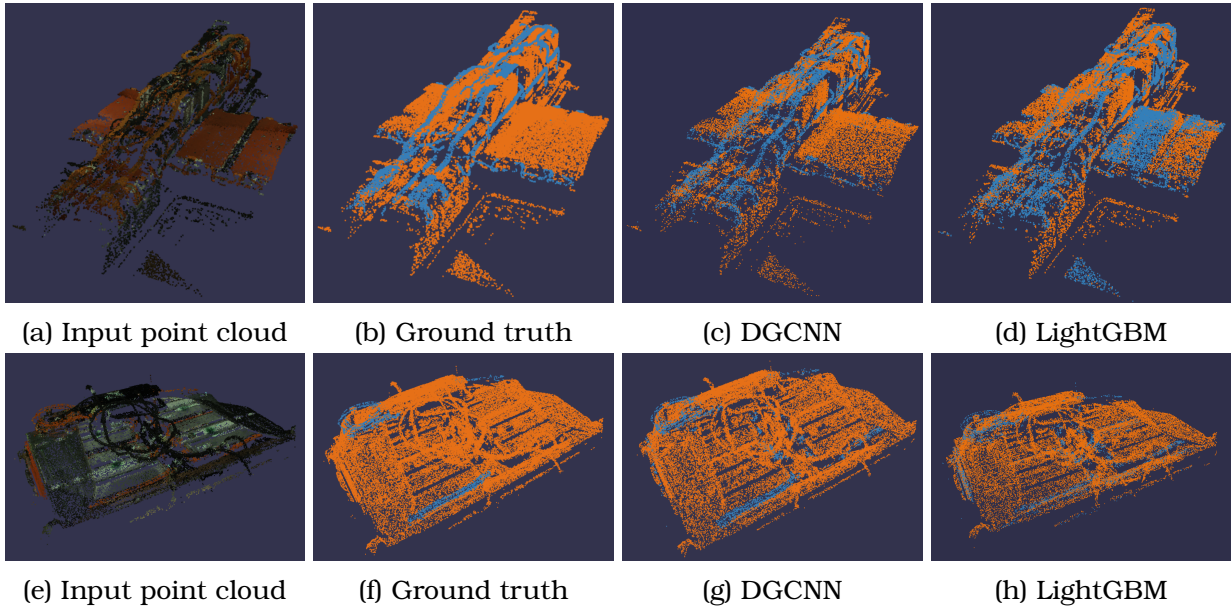 (a) Input point cloud
(b) Ground truth
(c) DGCNN
(d) LightGBM
(e) Input point cloud
(f) Ground truth
(g) DGCNN
(h) LightGBM